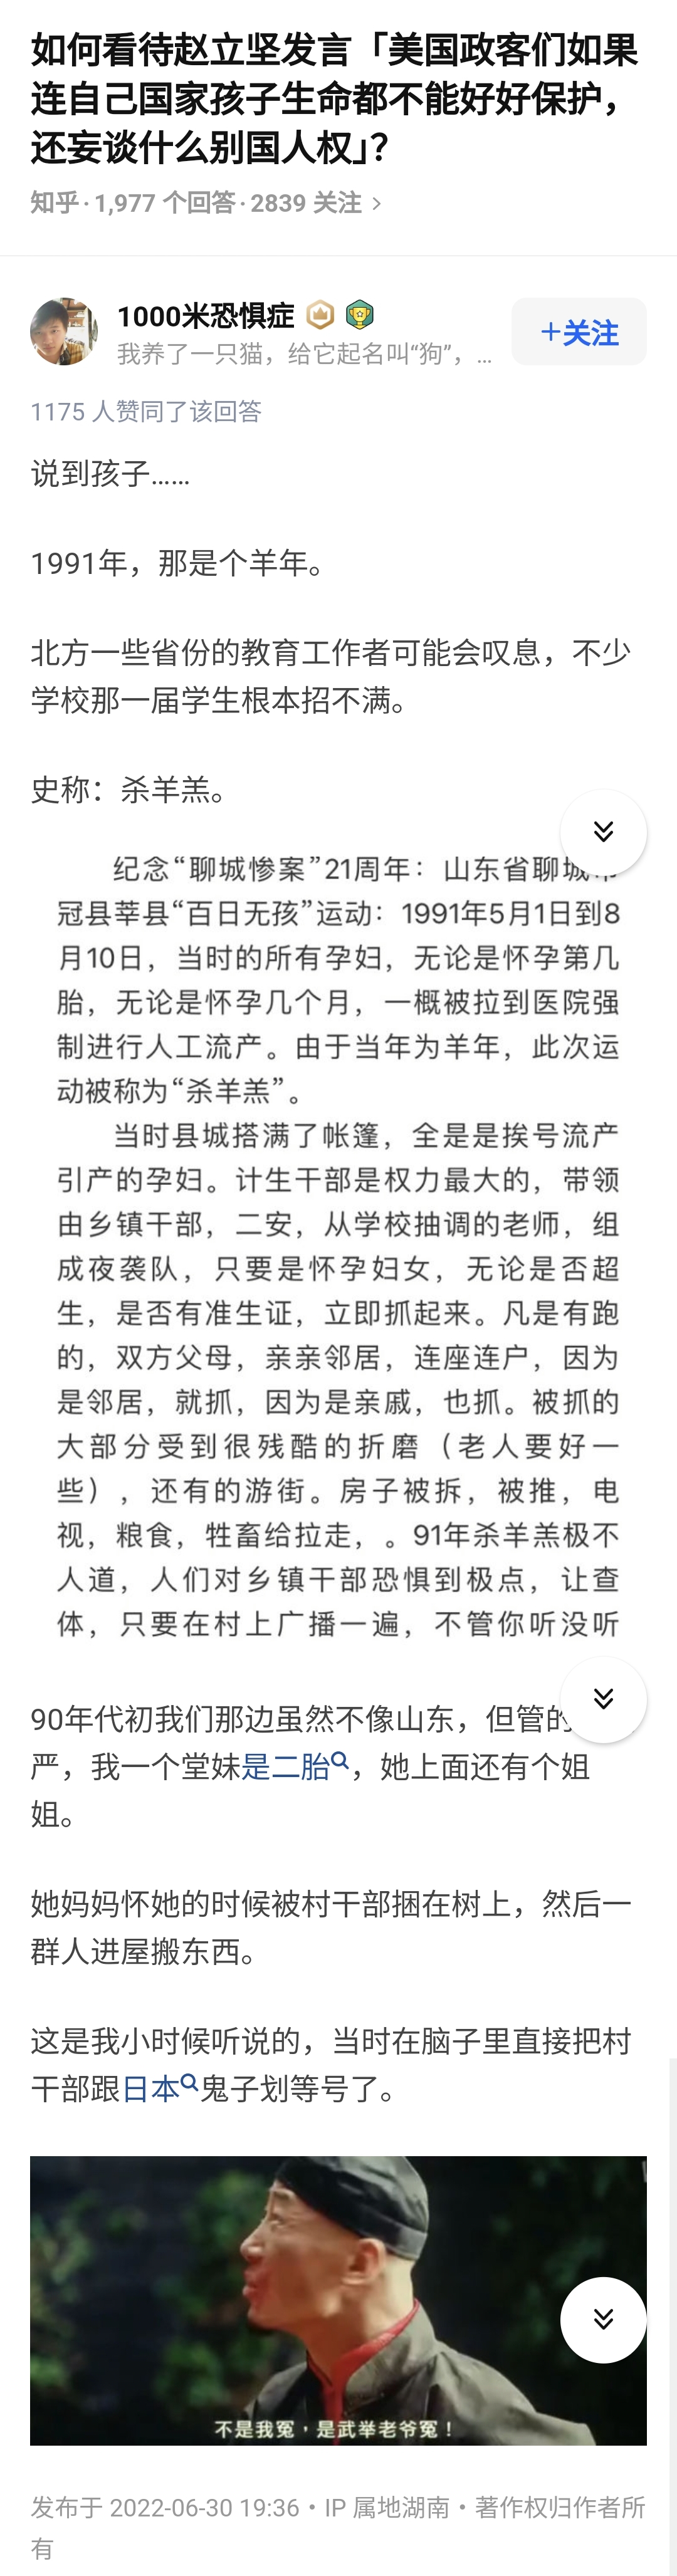 如何看待赵立坚发言「美国政客们如果
连自己国家孩子生命都不能好好保护，
还妄谈什么别国人权」？
知乎·1,977 个回答·2839 关注 >
1000米恐惧症
+关注
我养了一只猫，给它起名叫“狗”，…
1175 人赞同了该回答
说到孩子……
1991年，那是个羊年。
北方一些省份的教育工作者可能会叹息，不少
学校那一届学生根本招不满。
史称：杀羊羔。
纪念“聊城惨案”21周年：山东省聊城
冠县莘县“百日无孩”运动：1991年5月1日到8
月10日，当时的所有孕妇，无论是怀孕第几
胎，无论是怀孕几个月，一概被拉到医院强
制进行人工流产。由于当年为羊年，此次运
动被称为“杀羊羔”。
当时县城搭满了帐篷，全是是挨号流产
引产的孕妇。计生干部是权力最大的，带领
由乡镇干部，二安，从学校抽调的老师，组
成夜袭队，只要是怀孕妇女，无论是否超
生，是否有准生证，立即抓起来。凡是有跑
的，双方父母，亲亲邻居，连座连户，因为
是邻居，就抓，因为是亲戚，也抓。被抓的
大部分受到很残酷的折磨（老人要好一
些），还有的游街。房子被拆，被推，电
视，粮食，牲畜给拉走，。91年杀羊羔极不
人道，人们对乡镇干部恐惧到极点，让查
体，只要在村上广播一遍，不管你听没听
90年代初我们那边虽然不像山东，但管的
严，我一个堂妹是二胎，她上面还有个姐
姐。
她妈妈怀她的时候被村干部捆在树上，然后一
群人进屋搬东西。
这是我小时候听说的，当时在脑子里直接把村
干部跟日本鬼子划等号了。
不是我冤，是武举老爷冤！
发布于 2022-06-30 19:36・IP 属地湖南・著作权归作者所
有